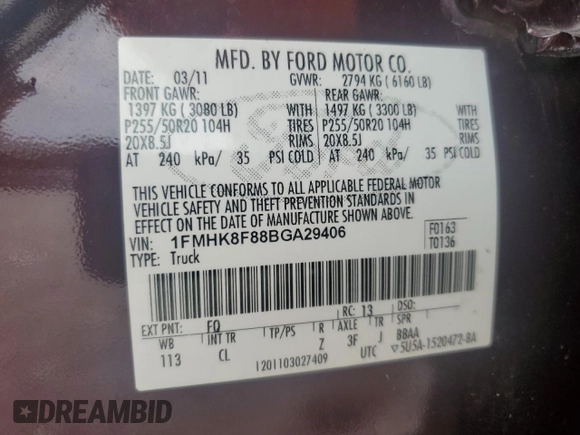 MFD. BY FORD MOTOR CO.
DATE: 03/11 GVWR: 2794 KG ( 6160 LB)
FRONT GAWR: REAR GAWR:
1397 KG ( 3080 LB) WITH 1497 KG ( 3300 LB) WITH
P255/50R20 104H TIRES P255/50R20 104H TIRES
20X8.5J RIMS 20X8.5J RIMS
AT 240 kPa/ 35 PSI COLD AT 240 kPa/ 35 PSI COLD
THIS VEHICLE CONFORMS TO ALL APPLICABLE FEDERAL MOTOR
VEHICLE SAFETY AND THEFT PREVENTION STANDARDS IN
EFFECT ON THE DATE OF MANUFACTURE SHOWN ABOVE.
VIN: 1FMHK8F88BGA29406 F0163
TYPE: Truck T0136
EXT PNT: FQ RC: 13 DSO:
WB INT TR TP/PS R AXLE TR SPR
113 CL Z 3F J BBAA
1201103027409 UTC 5U5A-1520472-BA
DREAMBID